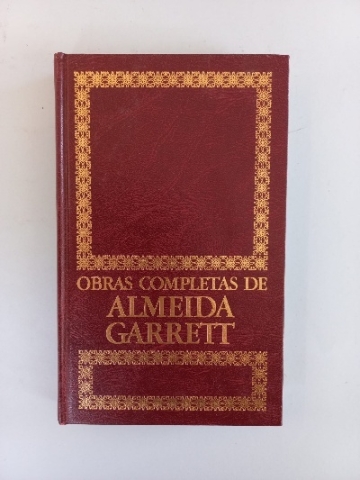 OBRAS COMPLETAS DE
ALMEIDA
GARRETT